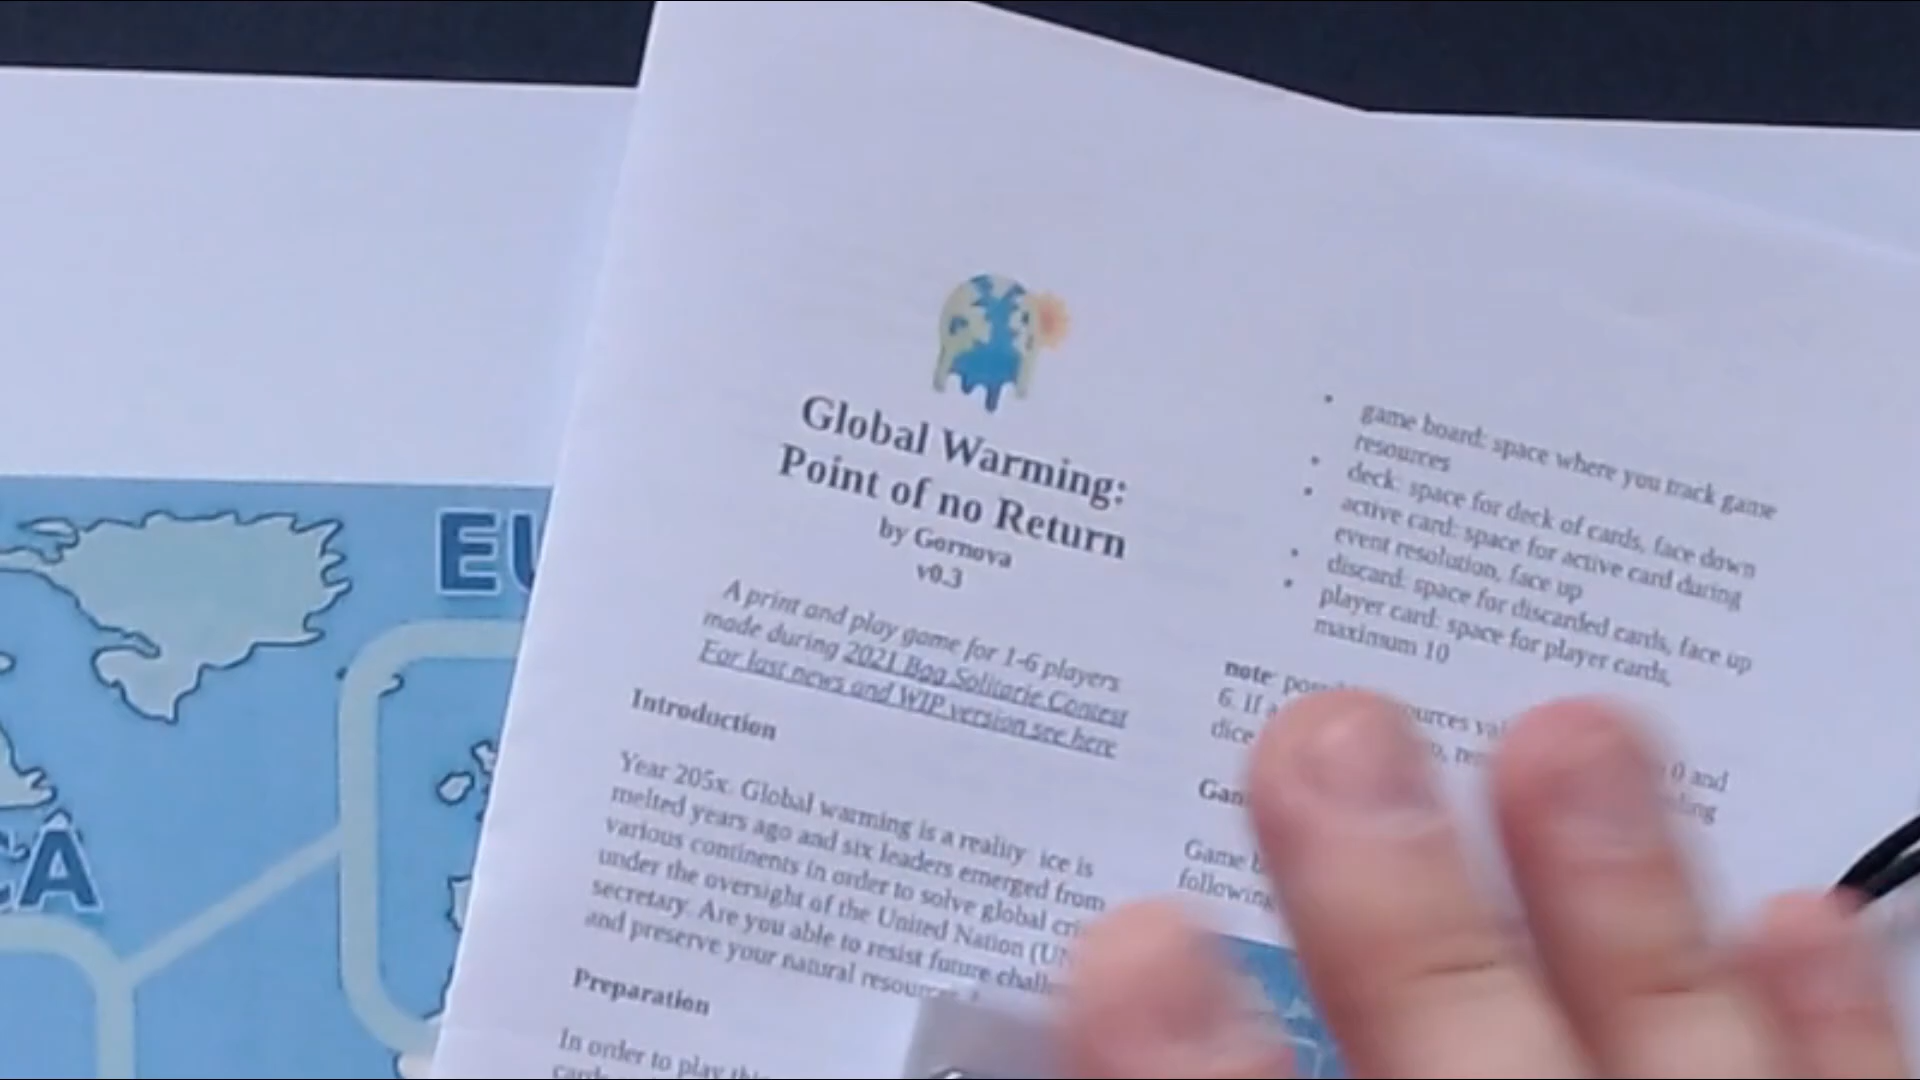 EU
CA
Global Warming:
Point of no Return
by Gornova
v0.3
A print and play game for 1-6 players
made during 2021 Bgg Solitarie Contest
For last news and WIP version see here
Introduction
Year 205x. Global warming is a reality ice is
melted years ago and six leaders emerged from
various continents in order to solve global
under the oversight of the United Nation
secretary. Are you able to resist future
and preserve your natural
Preparation
In order to play
• game board: space where you track game
resources
• deck: space for deck of cards, face down
• active card: space for active card during
event resolution, face up
• discard: space for discarded cards, face up
• player card: space for player cards,
maximum 10
note
6. If 0 and
dice
Game
following